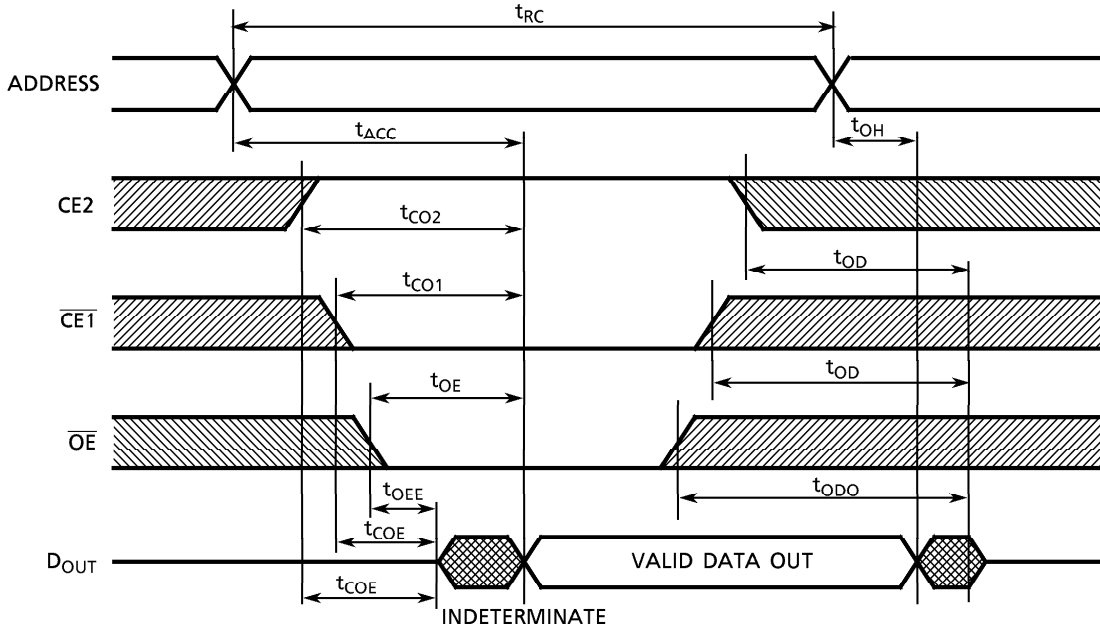 tRC
ADDRESS
tACC
tOH
CE2
tCO2
tOD
CE1
tCO1
tOD
OE
tOE
tOEE
tODO
tCOE
DOUT
VALID DATA OUT
tCOE
INDETERMINATE